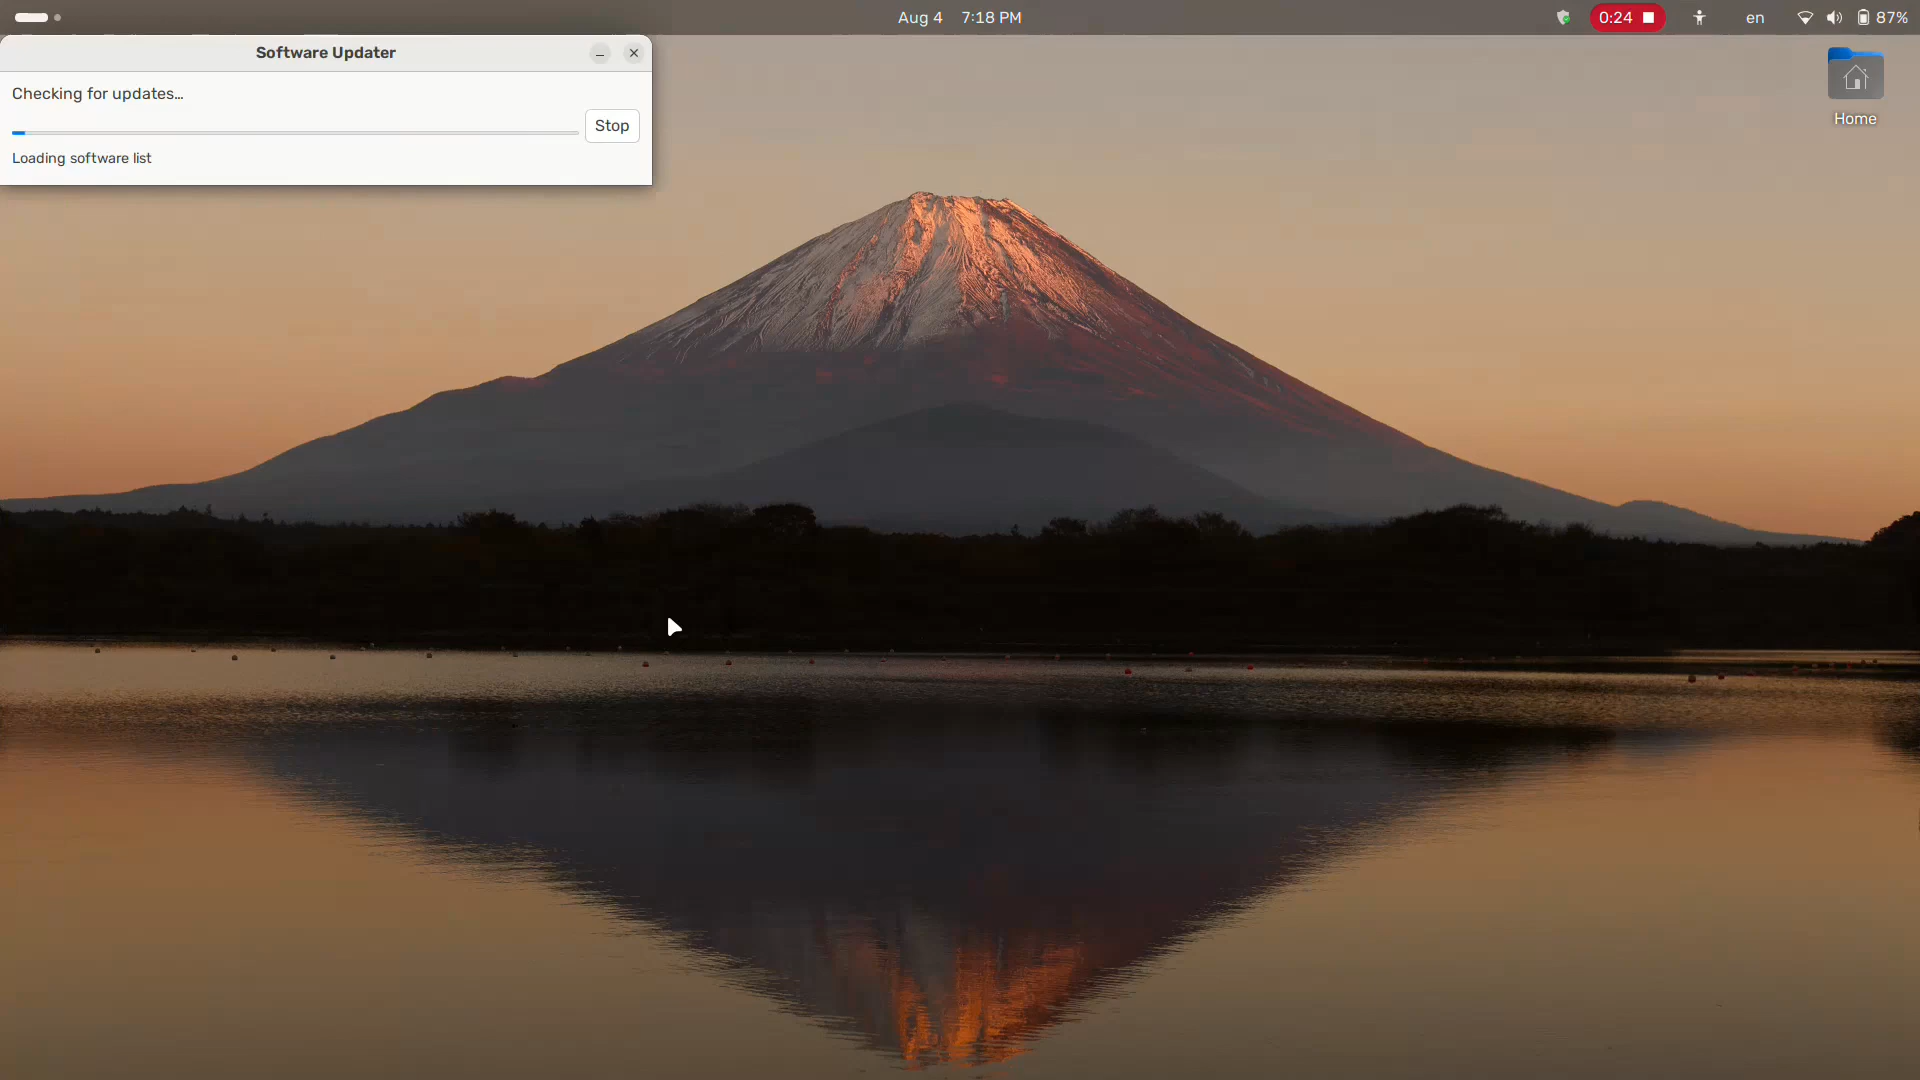 Aug 4 7:18 PM
0:24
en
87%
Software Updater
Checking for updates…
Stop
Loading software list
Home